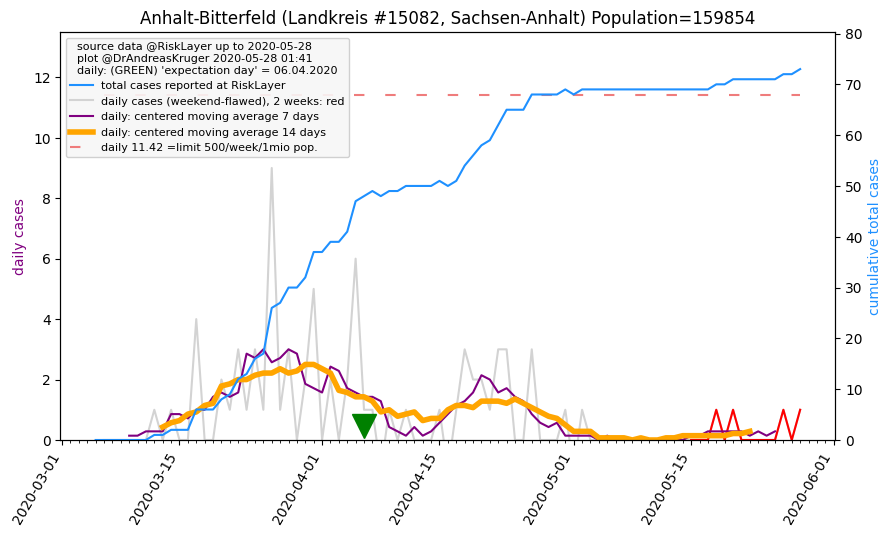 Anhalt-Bitterfeld (Landkreis #15082, Sachsen-Anhalt) Population=159854
source data @RiskLayer up to 2020-05-28
plot @DrAndreasKruger 2020-05-28 01:41
daily: (GREEN) 'expectation day' = 06.04.2020
total cases reported at RiskLayer
daily cases (weekend-flawed), 2 weeks: red
daily: centered moving average 7 days
daily: centered moving average 14 days
daily 11.42 =limit 500/week/1mio pop.
daily cases
12
10
8
6
4
2
0
cumulative total cases
80
70
60
50
40
30
20
10
0
2020-03-01
2020-03-15
2020-04-01
2020-04-15
2020-05-01
2020-05-15
2020-06-01